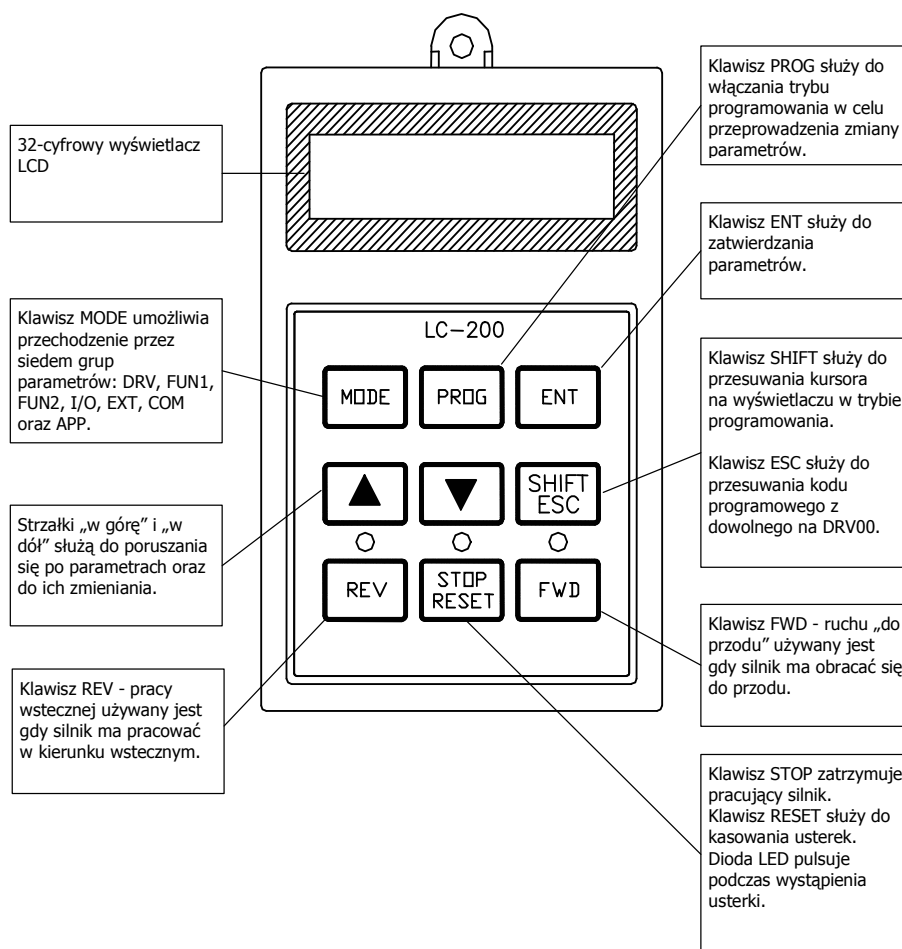 32-cyfrowy wyświetlacz
LCD
Klawisz MODE umożliwia
przechodzenie przez
siedem grup
parametrów: DRV, FUN1,
FUN2, I/O, EXT, COM
oraz APP.
Strzałki „w górę” i „w
dół” służą do poruszania
się po parametrach oraz
do ich zmieniania.
Klawisz REV - pracy
wstecznej używany jest
gdy silnik ma pracować
w kierunku wstecznym.
LC-200
MODE
PROG
ENT
SHIFT
ESC
REV
STOP
RESET
FWD
Klawisz PROG służy do
włączania trybu
programowania w celu
przeprowadzenia zmiany
parametrów.
Klawisz ENT służy do
zatwierdzania
parametrów.
Klawisz SHIFT służy do
przesuwania kursora
na wyświetlaczu w trybie
programowania.
Klawisz ESC służy do
przesuwania kodu
programowego z
dowolnego na DRV00.
Klawisz FWD - ruchu „do
przodu” używany jest
gdy silnik ma obracać się
do przodu.
Klawisz STOP zatrzymuje
pracujący silnik.
Klawisz RESET służy do
kasowania usterek.
Dioda LED pulsuje
podczas wystąpienia
usterki.